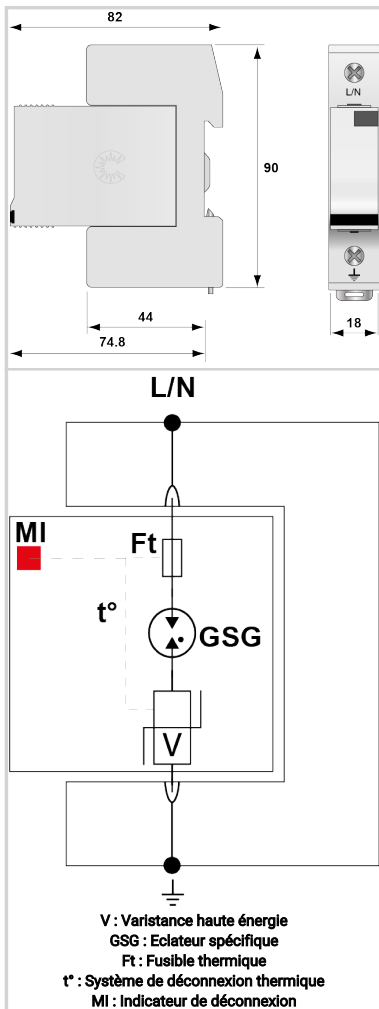 82
L/N
90
44
18
74.8
L/N
MI
Ft
t°
GSG
V
V : Varistance haute énergie
GSG : Eclateur spécifique
Ft : Fusible thermique
t° : Système de déconnexion thermique
MI : Indicateur de déconnexion